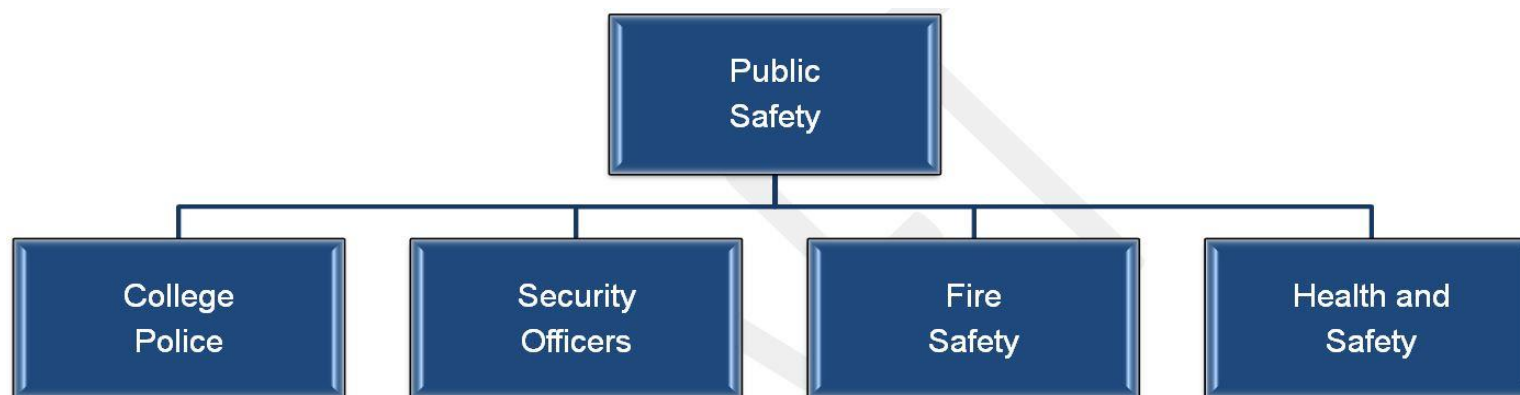 Public
Safety
College
Police
Security
Officers
Fire
Safety
Health and
Safety